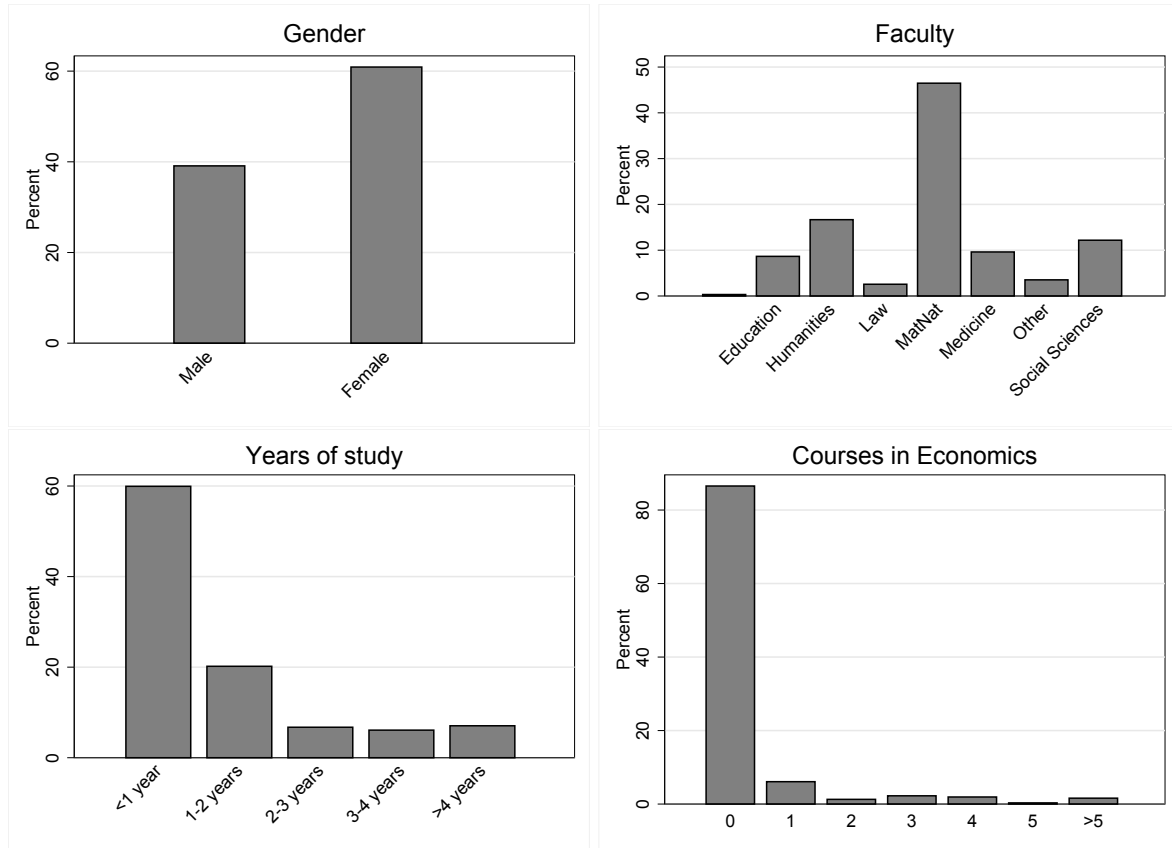 Gender
Percent
0
20
40
60
Male
Female
Faculty
Percent
0
10
20
30
40
50
Education
Humanities
Law
MatNat
Medicine
Other
Social Sciences
Years of study
Percent
0
20
40
60
<1 year
1-2 years
2-3 years
3-4 years
>4 years
Courses in Economics
Percent
0
20
40
60
80
0
1
2
3
4
5
>5